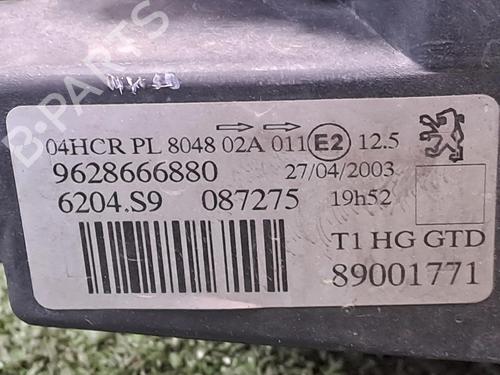 B-PARTS
04HCR PL 8048 02A 011 E2 12.5
9628666880 27/04/2003
6204.S9 087275 19h52
T1 HG GTD
89001771